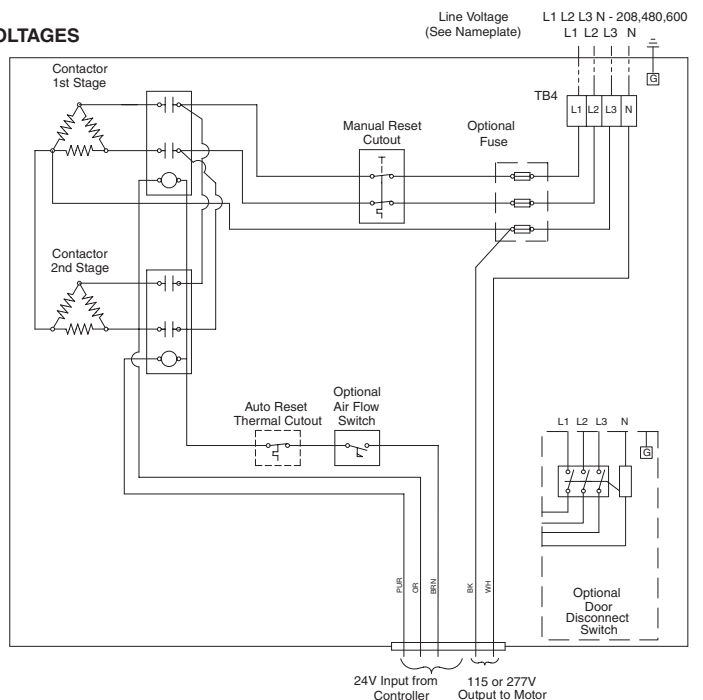 OLTAGES
Line Voltage
(See Nameplate)
L1 L2 L3 N - 208,480,600
L1 L2 L3 N
G
TB4
L1 L2 L3 N
Contactor
1st Stage
Manual Reset
Cutout
Optional
Fuse
Contactor
2nd Stage
Auto Reset
Thermal Cutout
Optional
Air Flow
Switch
L1 L2 L3 N
G
PUR
OR
BRN
BK
WH
Optional
Door
Disconnect
Switch
24V Input from
Controller
115 or 277V
Output to Motor